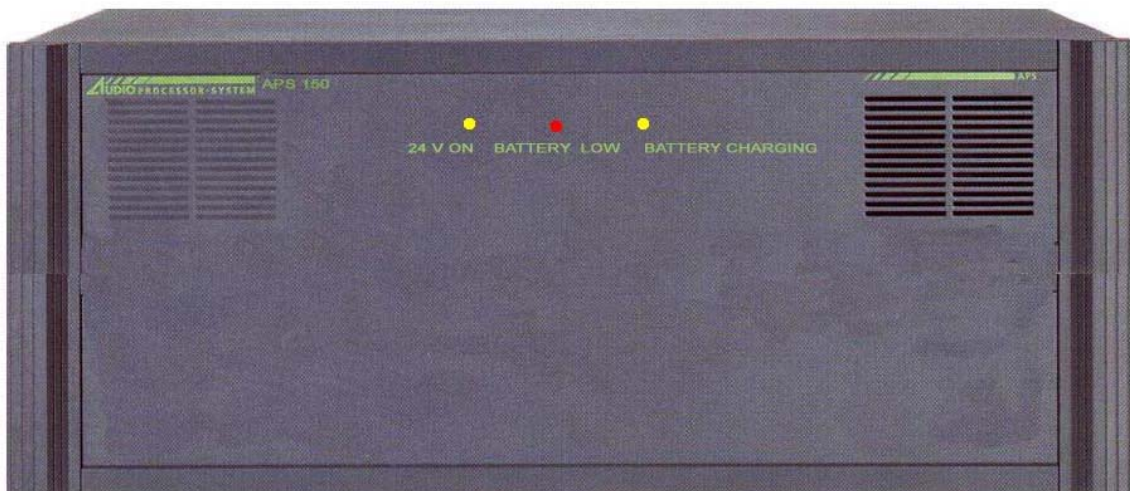 AUDIO PROCESSOR-SYSTEM APS 150
APS
24 V ON BATTERY LOW BATTERY CHARGING